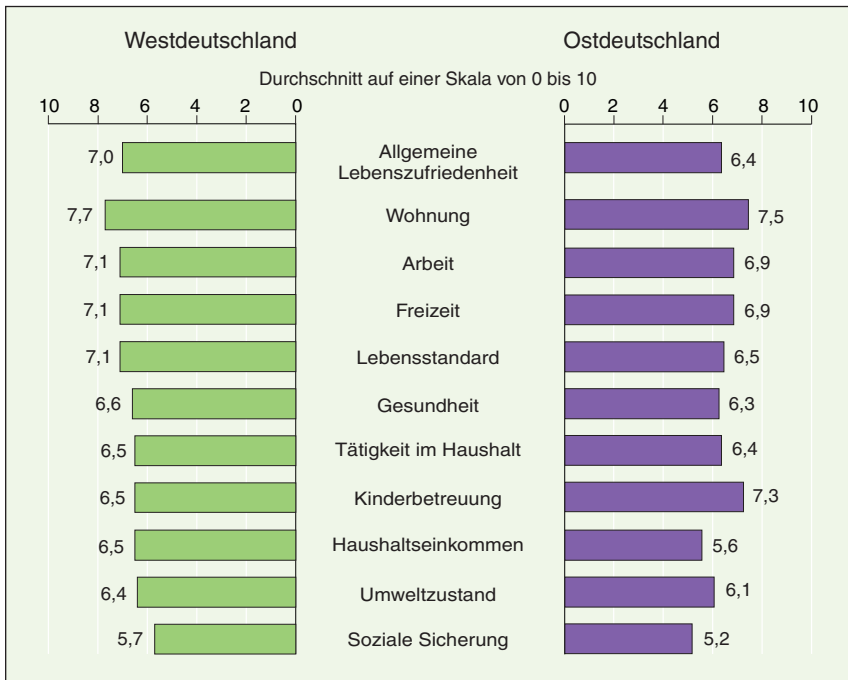 Westdeutschland Ostdeutschland
Durchschnitt auf einer Skala von 0 bis 10
10 8 6 4 2 0 0 2 4 6 8 10
7,0 Allgemeine Lebenszufriedenheit 6,4
7,7 Wohnung 7,5
7,1 Arbeit 6,9
7,1 Freizeit 6,9
7,1 Lebensstandard 6,5
6,6 Gesundheit 6,3
6,5 Tätigkeit im Haushalt 6,4
6,5 Kinderbetreuung 7,3
6,5 Haushaltseinkommen 5,6
6,4 Umweltzustand 6,1
5,7 Soziale Sicherung 5,2